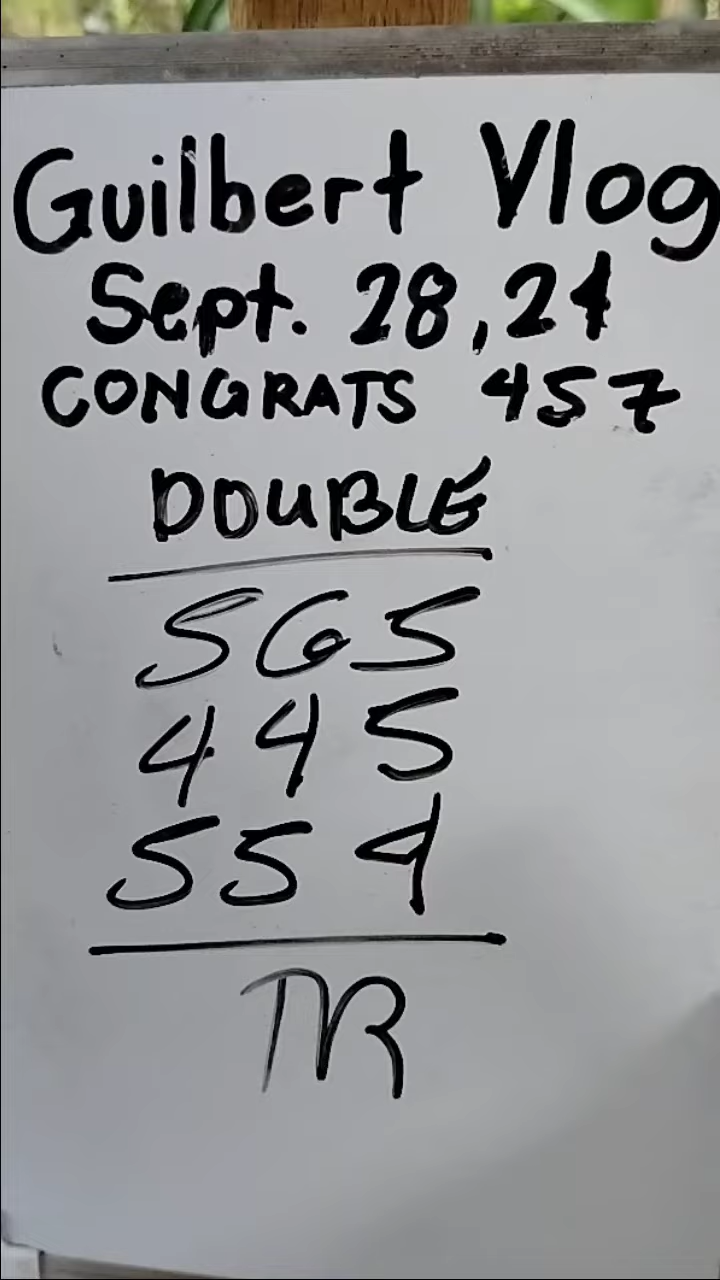 Guilbert Vlog
Sept. 28, 24
CONGRATS 457
DOUBLE
565
445
554
TR